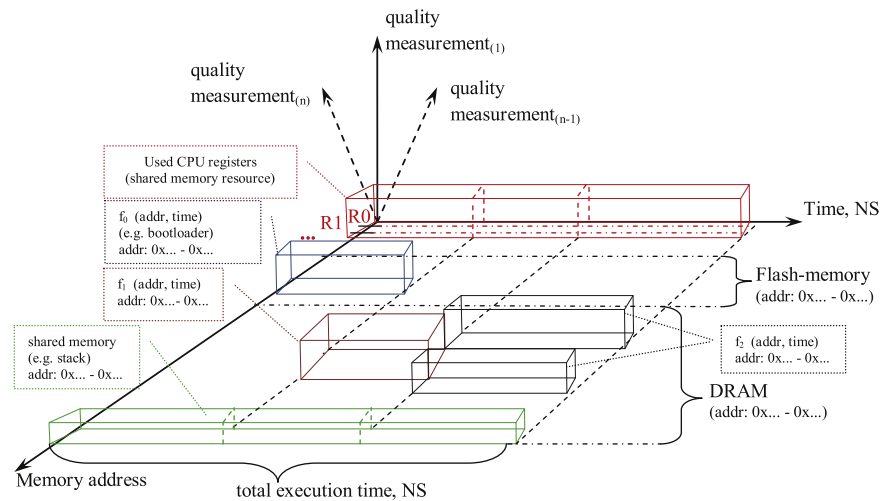 quality
measurement(1)
quality
measurement(n)
quality
measurement(n-1)
Used CPU registers
(shared memory resource)
R1
R0
Time, NS
f0 (addr, time)
(e.g. bootloader)
addr: 0x... - 0x...
...
Flash-memory
(addr: 0x... - 0x...)
f1 (addr, time)
addr: 0x...- 0x...
shared memory
(e.g. stack)
addr: 0x... - 0x...
f2 (addr, time)
addr: 0x... - 0x...
DRAM
(addr: 0x... - 0x...)
Memory address
total execution time, NS